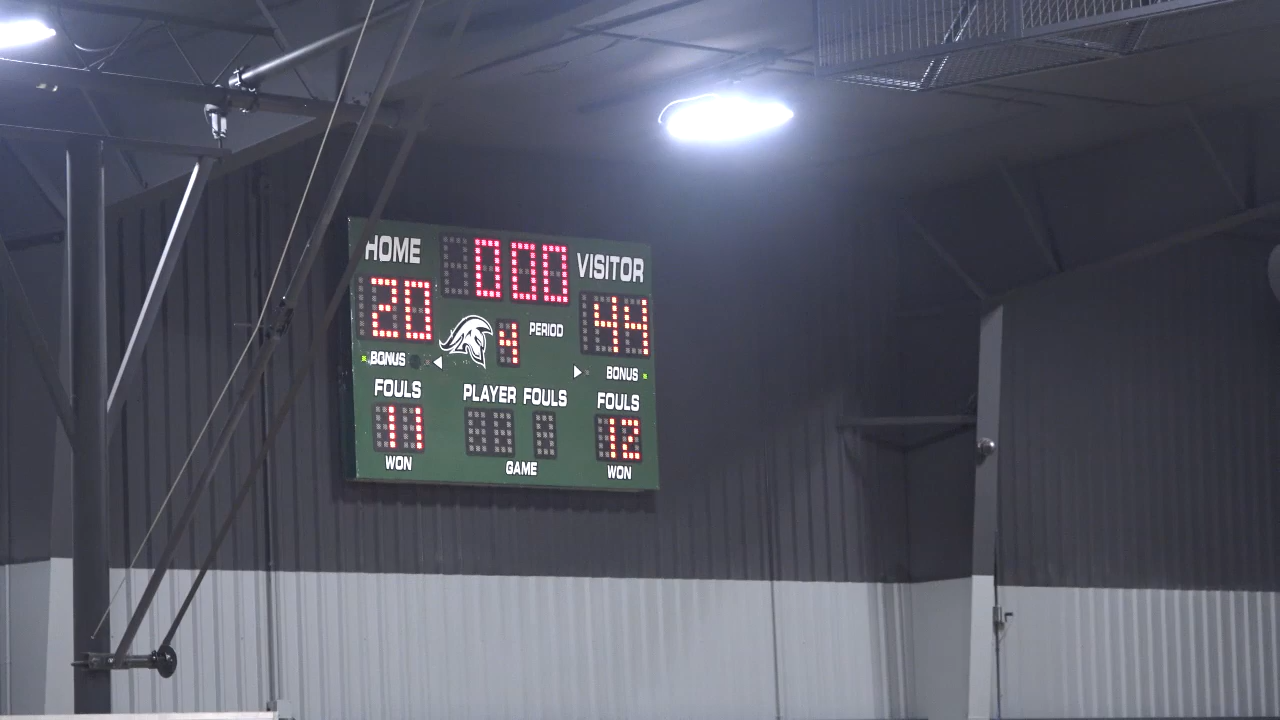 HOME 0:00 VISITOR
20 44
4 PERIOD
BONUS BONUS
FOULS PLAYER FOULS FOULS
11 12
WON GAME WON